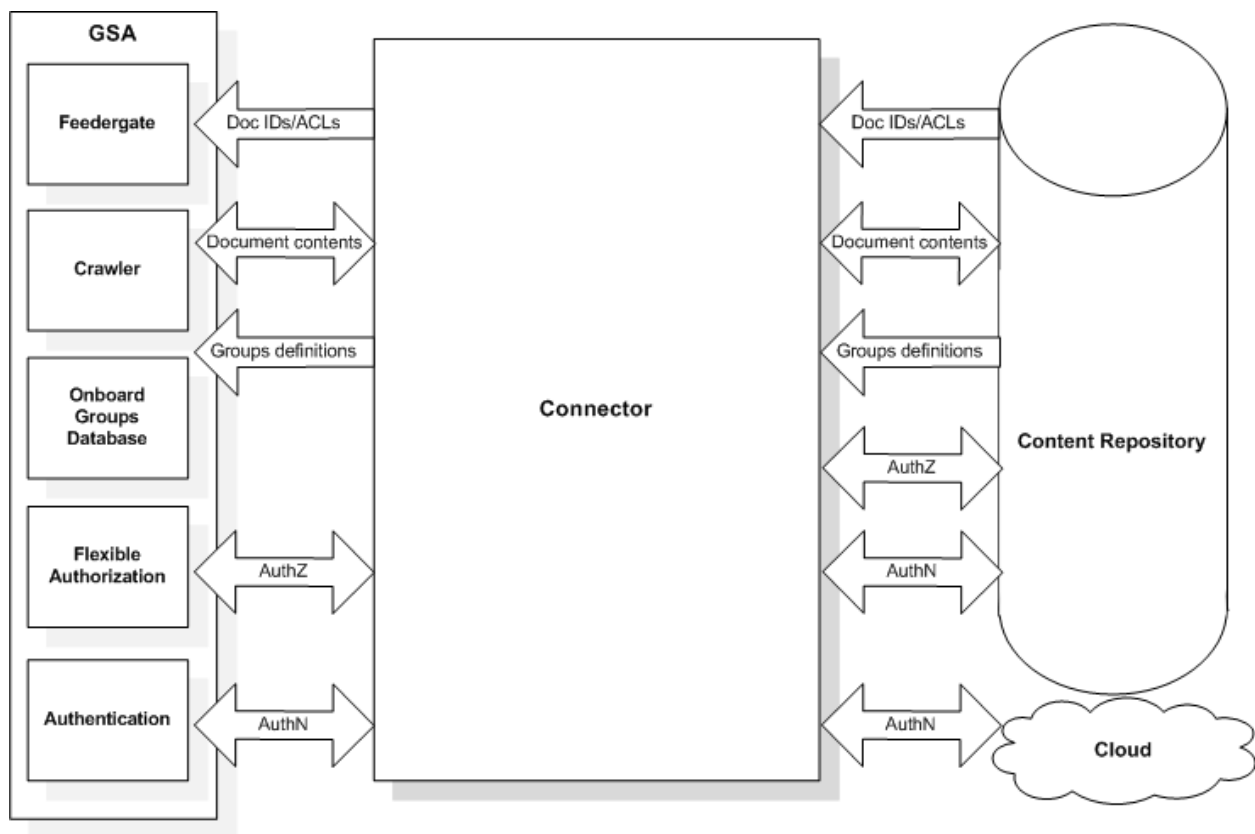 GSA
Feedergate
Doc IDs/ACLs
Doc IDs/ACLs
Crawler
Document contents
Document contents
Groups definitions
Groups definitions
Onboard
Groups
Database
Connector
Content Repository
AuthZ
Flexible
Authorization
AuthZ
AuthN
Authentication
AuthN
AuthN
Cloud